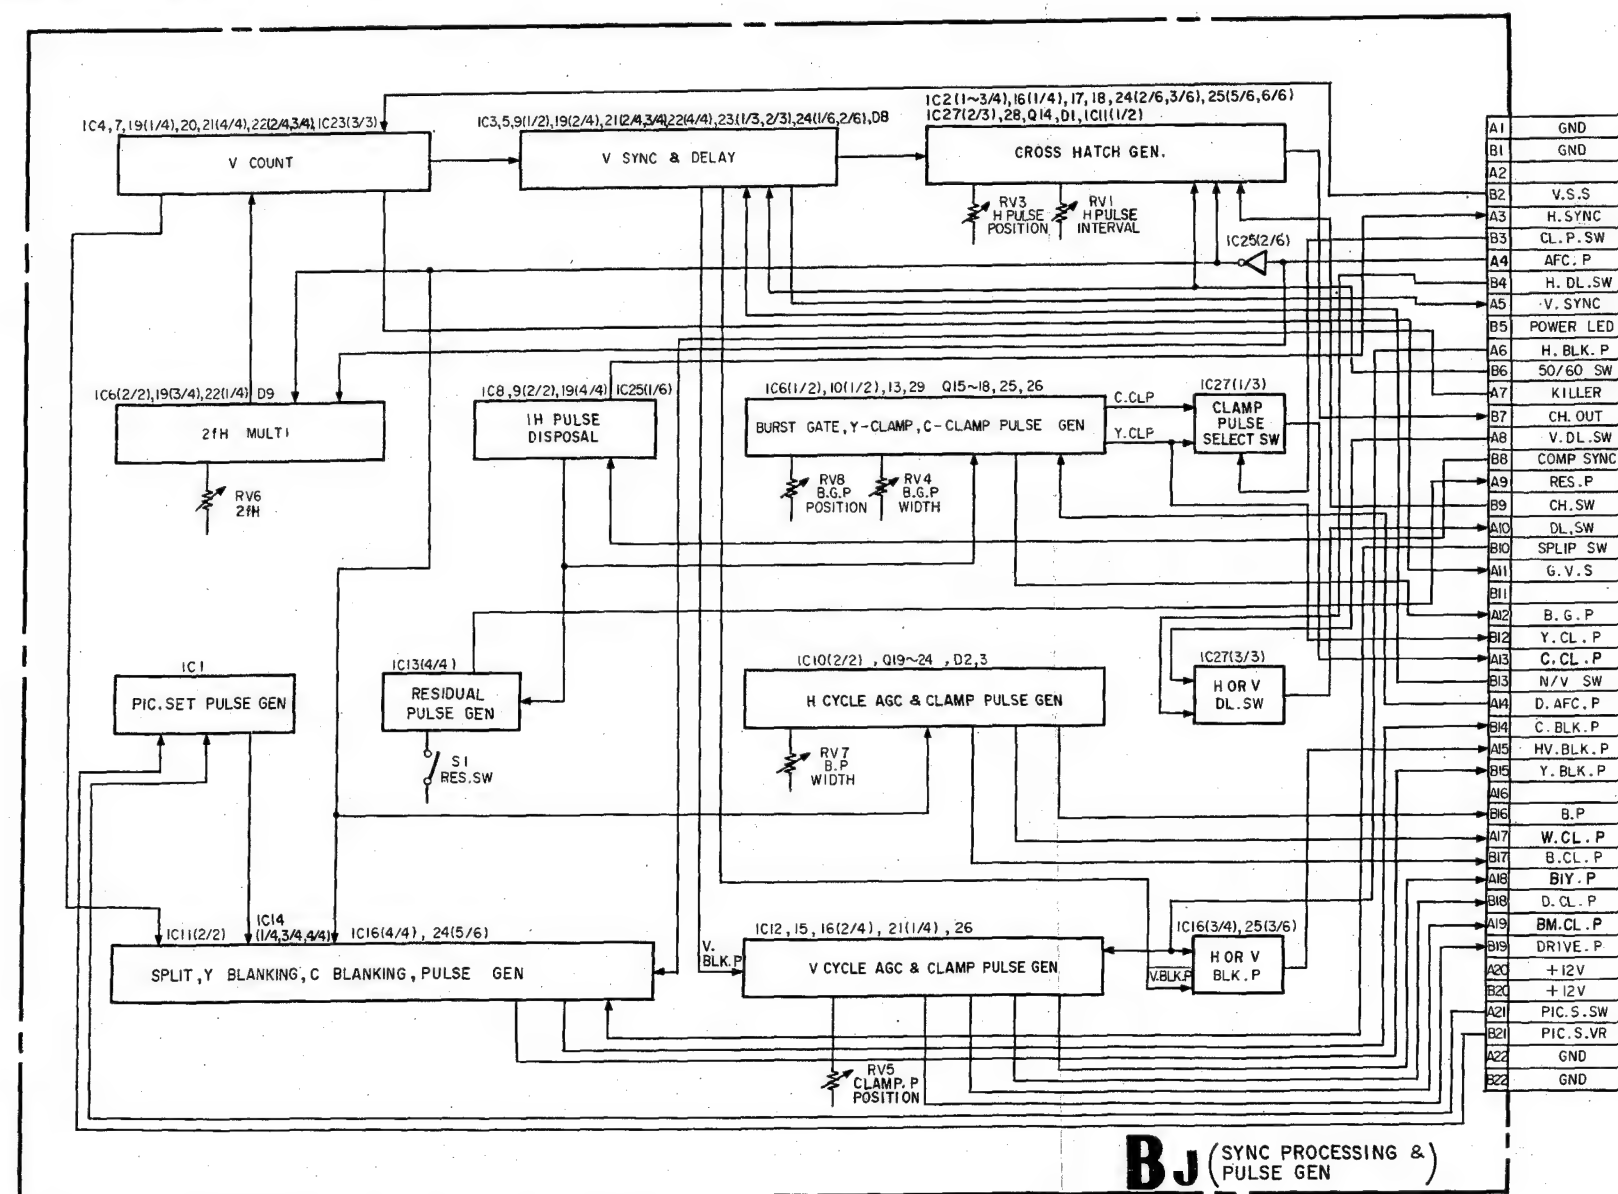 IC4,7,19(1/4),20,21(4/4),22(2/4,3/4),IC23(3/3)
V COUNT
IC3,5,9(1/2),19(2/4),21(2/4,3/4),22(4/4),23(1/3,2/3),24(1/6,2/6),D8
V SYNC & DELAY
IC2(1~3/4),16(1/4),17,18,24(2/6,3/6),25(5/6,6/6)
IC27(2/3),28,Q14,D1,IC11(1/2)
CROSS HATCH GEN.
RV3
H PULSE
POSITION
RV1
H PULSE
INTERVAL
IC25(2/6)
IC6(2/2),19(3/4),22(1/4) D9
2fH MULTI
RV6
2fH
IC8,9(2/2),19(4/4) IC25(1/6)
1H PULSE
DISPOSAL
IC6(1/2),10(1/2),13,29 Q15~18,25,26
BURST GATE,Y-CLAMP,C-CLAMP PULSE GEN
RV8
B.G.P
POSITION
RV4
B.G.P
WIDTH
C.CLP
Y.CLP
IC27(1/3)
CLAMP
PULSE
SELECT SW
IC1
PIC.SET PULSE GEN
IC13(4/4)
RESIDUAL
PULSE GEN
S1
RES.SW
IC10(2/2) ,Q19~24 ,D2,3
H CYCLE AGC & CLAMP PULSE GEN
RV7
B.P
WIDTH
IC27(3/3)
H OR V
DL.SW
IC11(2/2)
IC14
(1/4,3/4,4/4)
IC16(4/4) , 24(5/6)
SPLIT,Y BLANKING,C BLANKING,PULSE GEN
V.
BLK.P
IC12,15,16(2/4) ,21(1/4) ,26
V CYCLE AGC & CLAMP PULSE GEN
RV5
CLAMP.P
POSITION
V.BLK.P
IC16(3/4),25(3/6)
H OR V
BLK.P
A1 GND
B1 GND
A2
B2 V.S.S
A3 H.SYNC
B3 CL.P.SW
A4 AFC.P
B4 H.DL.SW
A5 V.SYNC
B5 POWER LED
A6 H.BLK.P
B6 50/60 SW
A7 KILLER
B7 CH.OUT
A8 V.DL.SW
B8 COMP SYNC
A9 RES.P
B9 CH.SW
A10 DL.SW
B10 SPLIP SW
A11 G.V.S
B11
A12 B.G.P
B12 Y.CL.P
A13 C.CL.P
B13 N/V SW
A14 D.AFC.P
B14 C.BLK.P
A15 HV.BLK.P
B15 Y.BLK.P
A16
B16 B.P
A17 W.CL.P
B17 B.CL.P
A18 BIY.P
B18 D.CL.P
A19 BM.CL.P
B19 DRIVE.P
A20 +12V
B20 +12V
A21 PIC.S.SW
B21 PIC.S.VR
A22 GND
B22 GND
BJ (SYNC PROCESSING &
PULSE GEN)